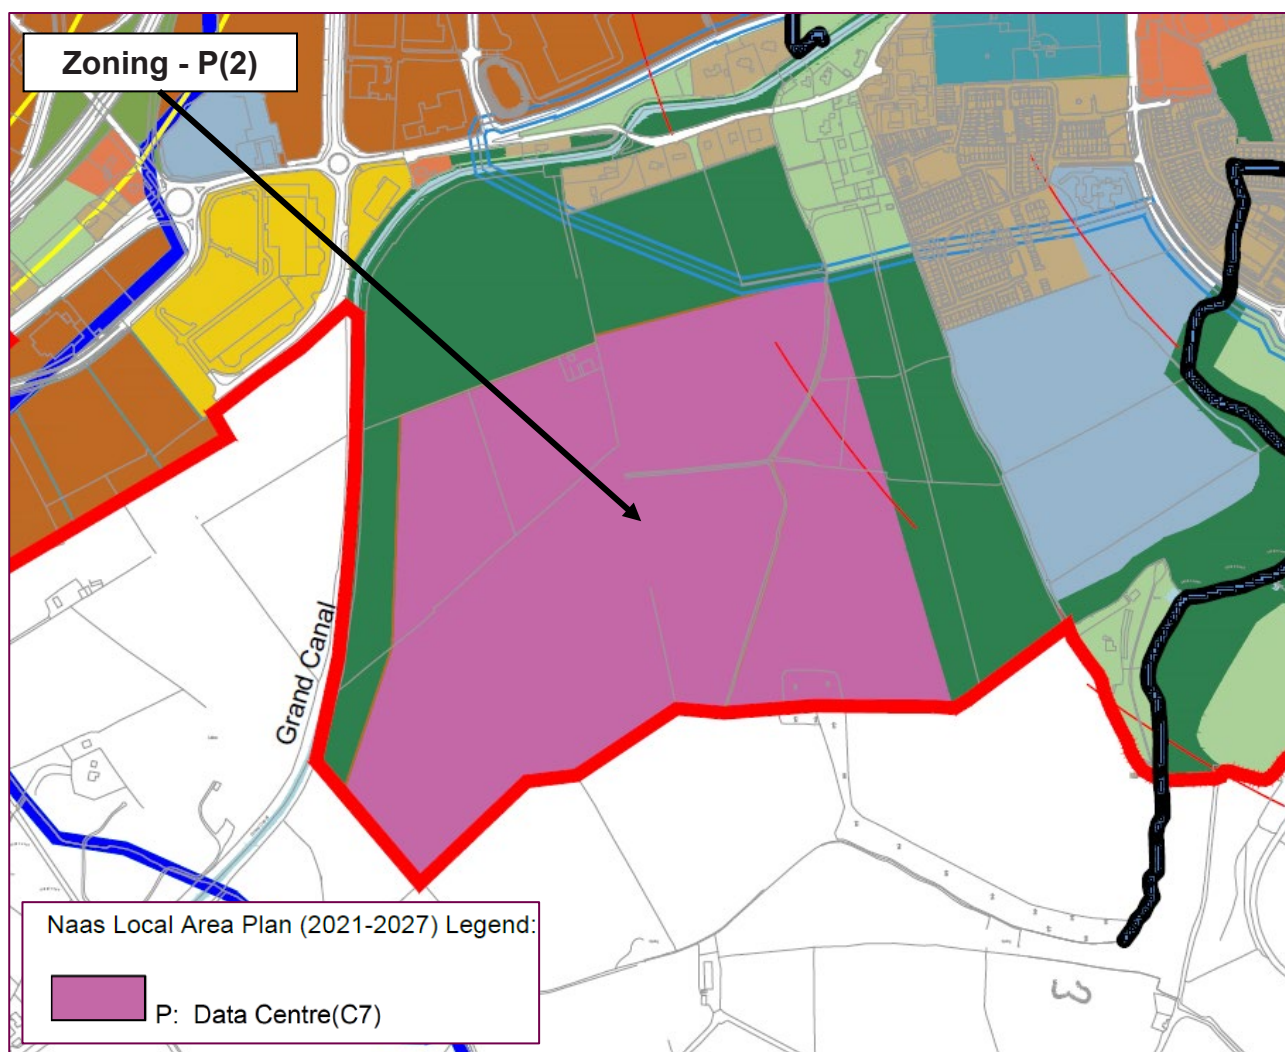 Zoning - P(2)
Grand Canal
Naas Local Area Plan (2021-2027) Legend:
P: Data Centre(C7)